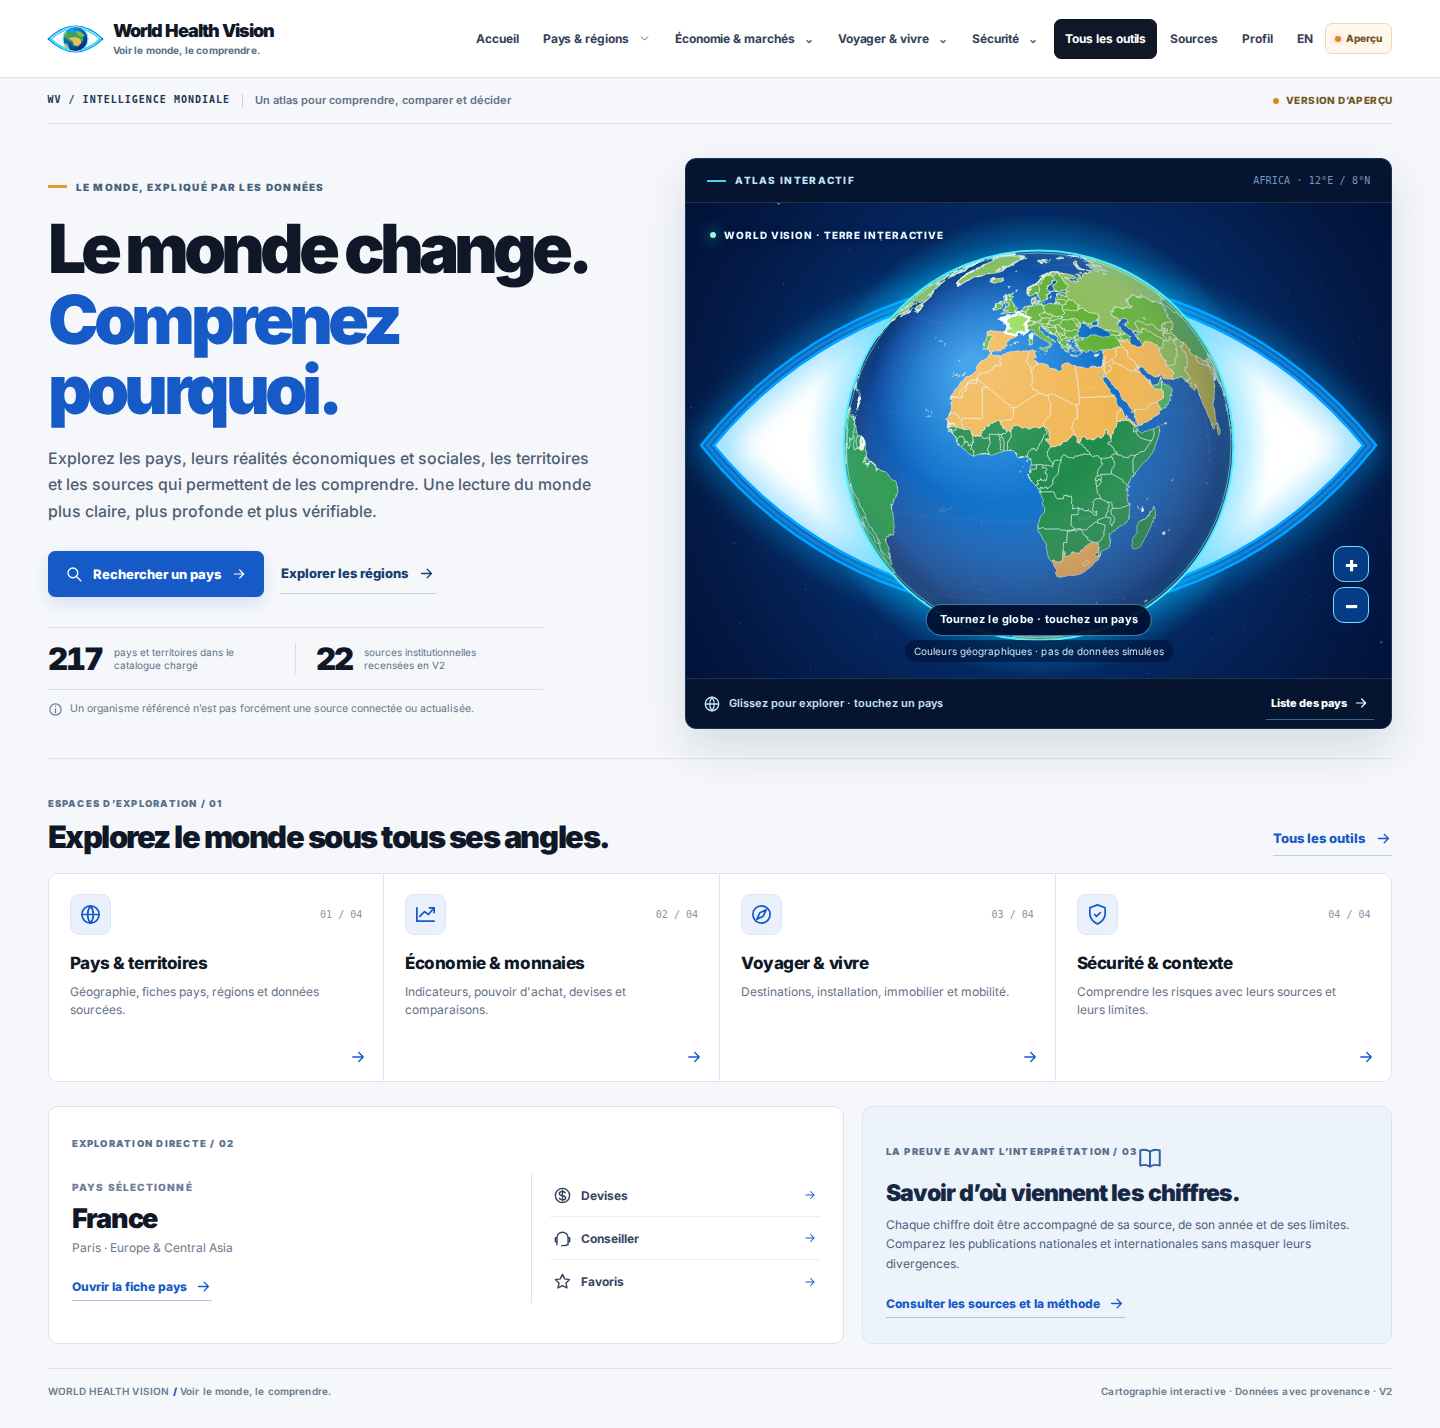 World Health Vision
Voir le monde, le comprendre.
Accueil
Pays & régions
Économie & marchés
Voyager & vivre
Sécurité
Tous les outils
Sources
Profil
EN
Aperçu
WV / INTELLIGENCE MONDIALE
Un atlas pour comprendre, comparer et décider
VERSION D'APERÇU
LE MONDE, EXPLIQUÉ PAR LES DONNÉES
Le monde change.
Comprenez
pourquoi.
Explorez les pays, leurs réalités économiques et sociales, les territoires
et les sources qui permettent de les comprendre. Une lecture du monde
plus claire, plus profonde et plus vérifiable.
Rechercher un pays
Explorer les régions
217 pays et territoires dans le
catalogue chargé
22 sources institutionnelles
recensées en V2
Un organisme référencé n'est pas forcément une source connectée ou actualisée.
ATLAS INTERACTIF
AFRICA · 12°E / 8°N
WORLD VISION · TERRE INTERACTIVE
+
−
Tournez le globe · touchez un pays
Couleurs géographiques · pas de données simulées
Glissez pour explorer · touchez un pays
Liste des pays
ESPACES D'EXPLORATION / 01
Explorez le monde sous tous ses angles.
Tous les outils
01 / 04
Pays & territoires
Géographie, fiches pays, régions et données
sourcées.
02 / 04
Économie & monnaies
Indicateurs, pouvoir d'achat, devises et
comparaisons.
03 / 04
Voyager & vivre
Destinations, installation, immobilier et mobilité.
04 / 04
Sécurité & contexte
Comprendre les risques avec leurs sources et
leurs limites.
EXPLORATION DIRECTE / 02
PAYS SÉLECTIONNÉ
France
Paris · Europe & Central Asia
Ouvrir la fiche pays
Devises
Conseiller
Favoris
LA PREUVE AVANT L'INTERPRÉTATION / 03
Savoir d'où viennent les chiffres.
Chaque chiffre doit être accompagné de sa source, de son année et de ses limites.
Comparez les publications nationales et internationales sans masquer leurs
divergences.
Consulter les sources et la méthode
WORLD HEALTH VISION / Voir le monde, le comprendre.
Cartographie interactive · Données avec provenance · V2